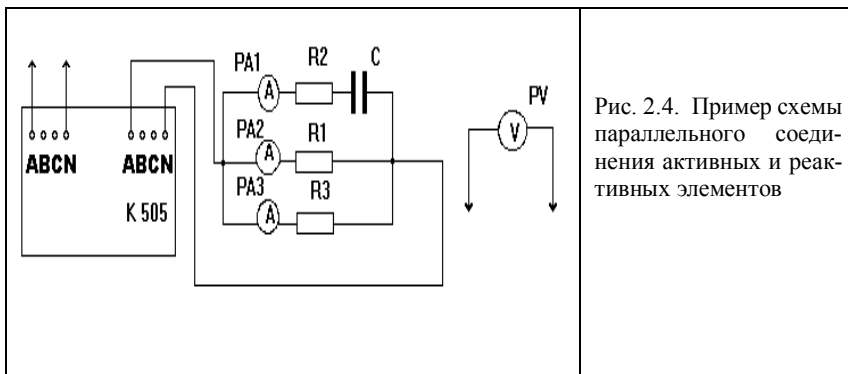 PA1
R2
C
A
PA2
R1
A
PA3
R3
A
PV
V
ABCN
ABCN
K 505
Рис. 2.4. Пример схемы
параллельного соеди-
нения активных и реак-
тивных элементов